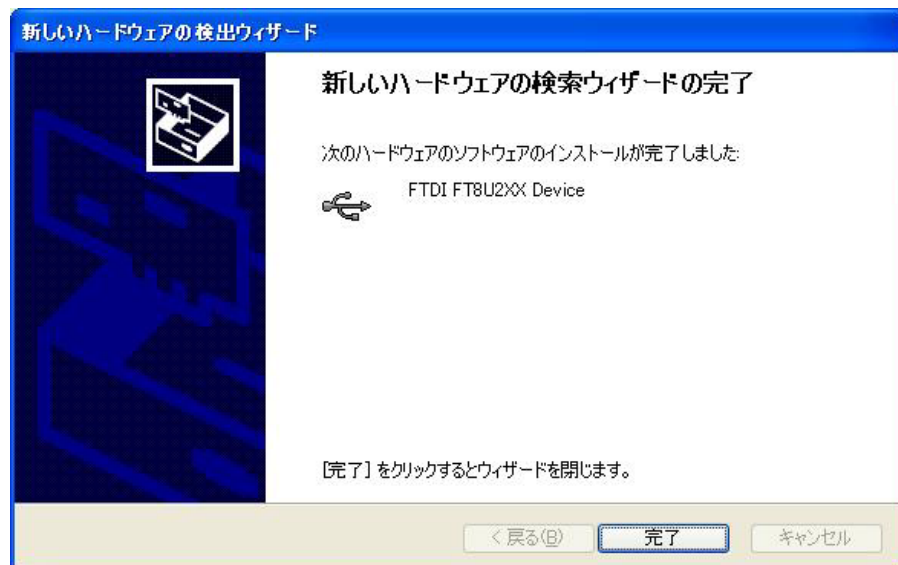 新しいハードウェアの検出ウィザード
新しいハードウェアの検索ウィザードの完了
次のハードウェアのソフトウェアのインストールが完了しました:
FTDI FT8U2XX Device
[完了] をクリックするとウィザードを閉じます。
< 戻る(B)
完了
キャンセル